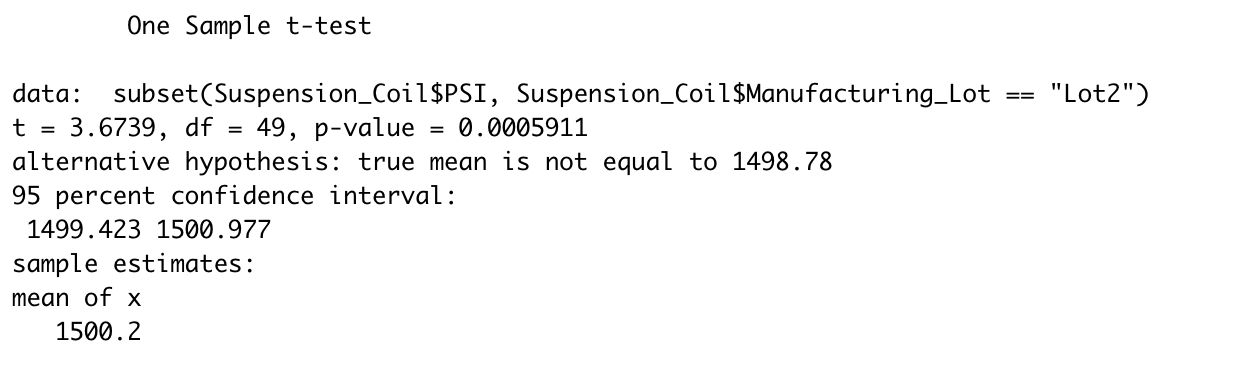 One Sample t-test
data:  subset(Suspension_Coil$PSI, Suspension_Coil$Manufacturing_Lot == "Lot2")
t = 3.6739, df = 49, p-value = 0.0005911
alternative hypothesis: true mean is not equal to 1498.78
95 percent confidence interval:
 1499.423 1500.977
sample estimates:
mean of x
   1500.2